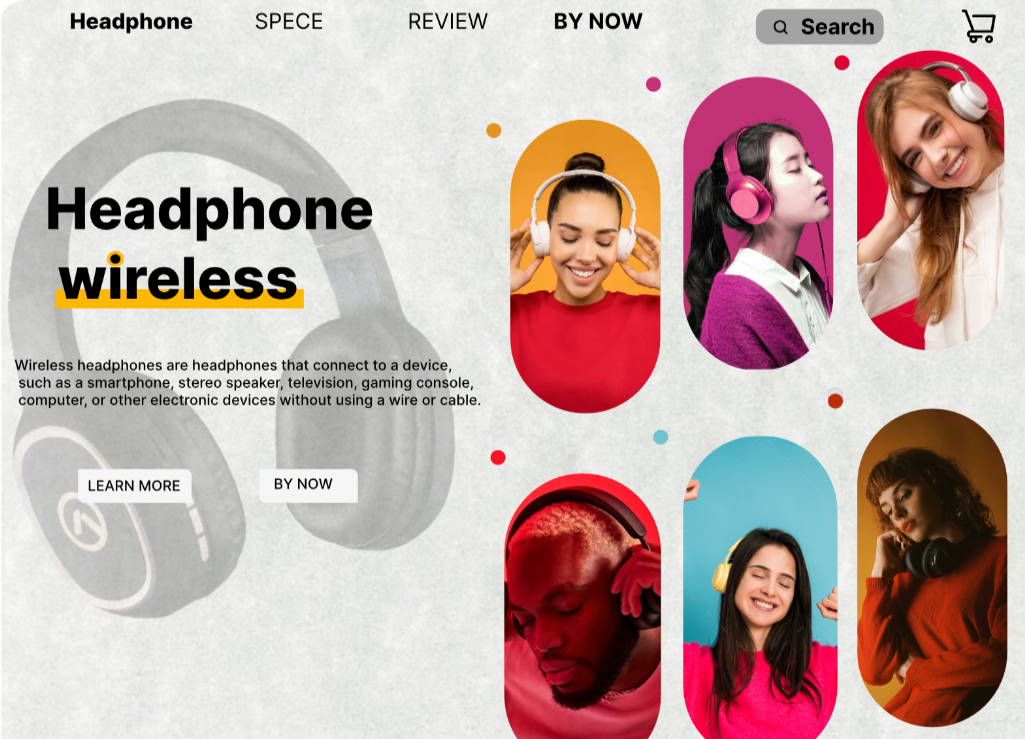 Headphone SPECE REVIEW BY NOW Search
Headphone
wireless
Wireless headphones are headphones that connect to a device,
such as a smartphone, stereo speaker, television, gaming console,
computer, or other electronic devices without using a wire or cable.
LEARN MORE BY NOW